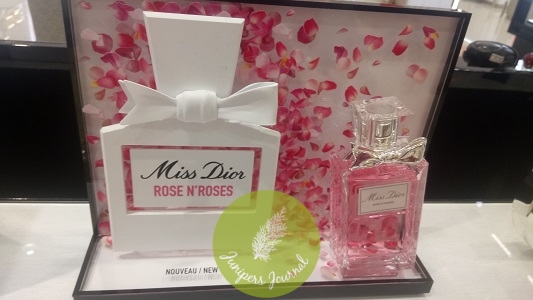 Miss Dior
ROSE N'ROSES
Miss Dior
NOUVEAU / NEW
Junipers Journal